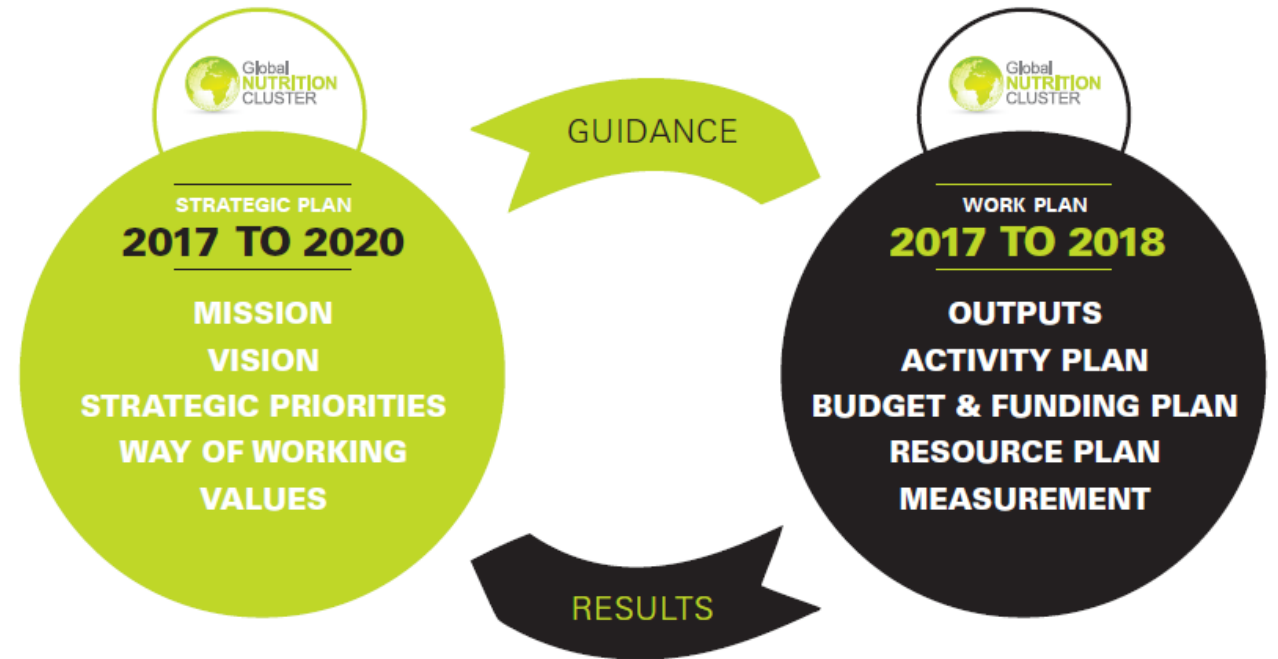 Global
NUTRITION
CLUSTER
STRATEGIC PLAN
2017 TO 2020
MISSION
VISION
STRATEGIC PRIORITIES
WAY OF WORKING
VALUES
GUIDANCE
Global
NUTRITION
CLUSTER
WORK PLAN
2017 TO 2018
OUTPUTS
ACTIVITY PLAN
BUDGET & FUNDING PLAN
RESOURCE PLAN
MEASUREMENT
RESULTS